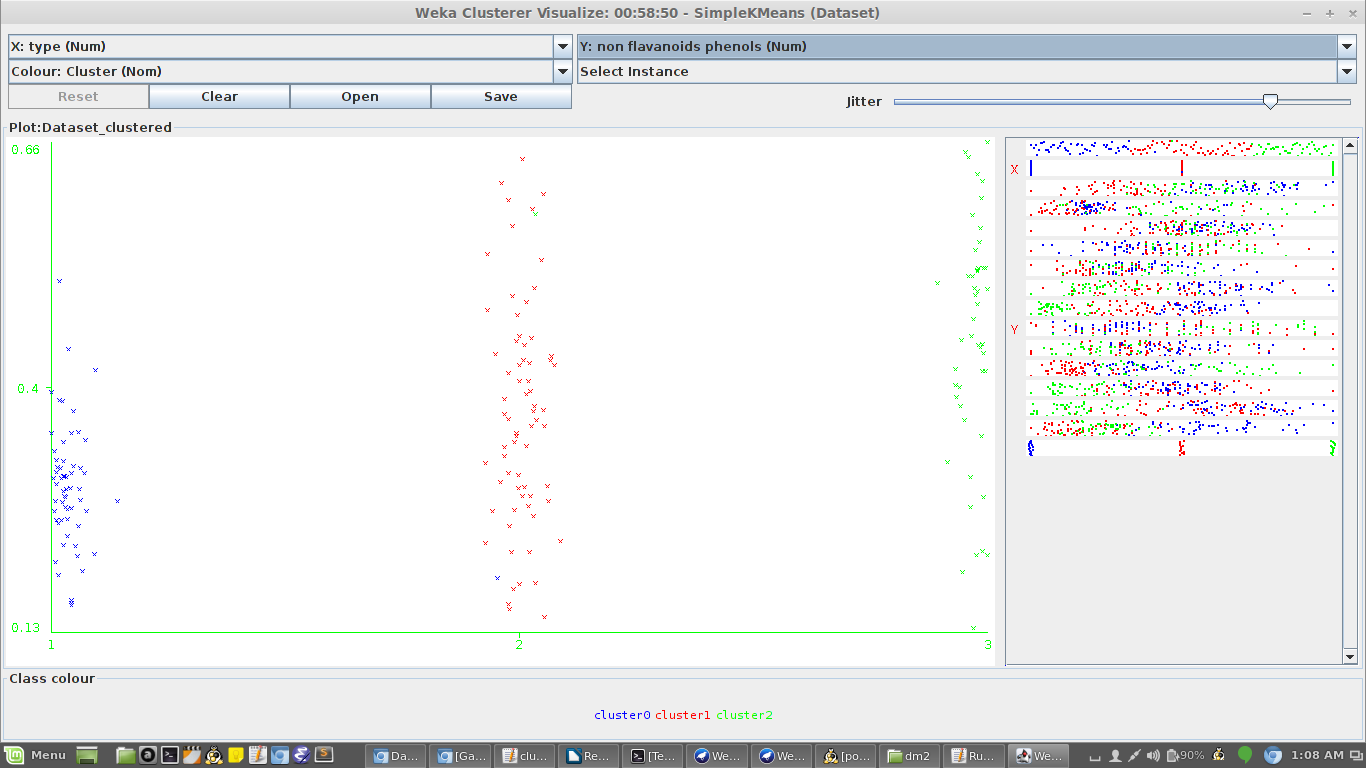 Weka Clusterer Visualize: 00:58:50 - SimpleKMeans (Dataset)
X: type (Num)
Y: non flavanoids phenols (Num)
Colour: Cluster (Nom)
Select Instance
Reset Clear Open Save
Jitter
Plot:Dataset_clustered
0.66
0.4
0.13
1 2 3
X
Y
Class colour
cluster0 cluster1 cluster2
Menu Da... [Ga... clu... Re... [Te... We... We... [po... dm2 Ru... We... 90% 1:08 AM